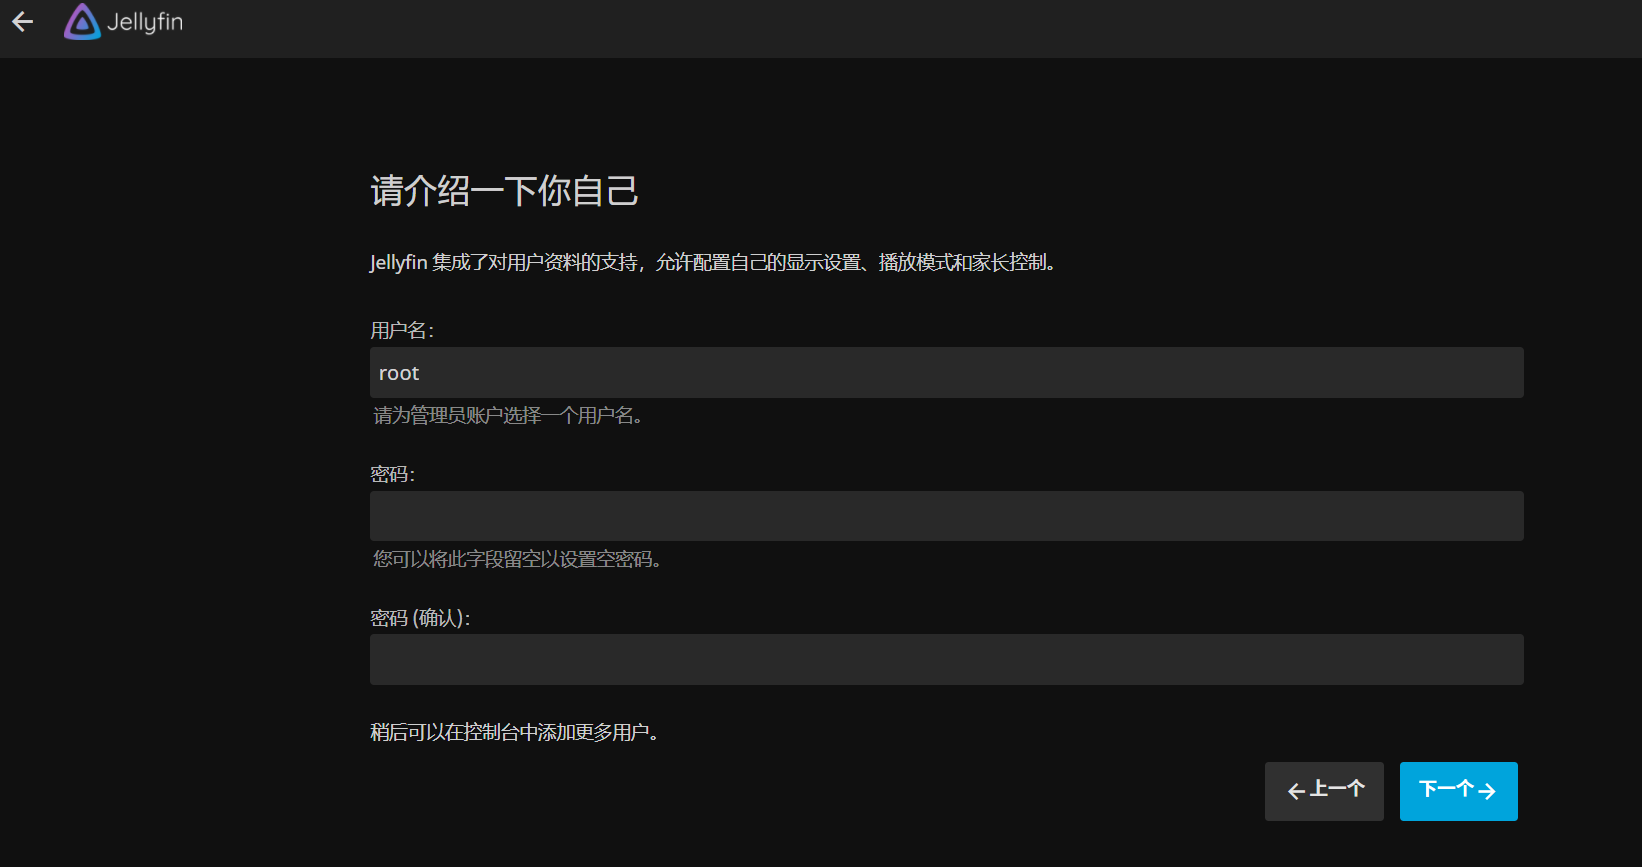 Jellyfin
请介绍一下你自己
Jellyfin 集成了对用户资料的支持，允许配置自己的显示设置、播放模式和家长控制。
用户名：
root
请为管理员账户选择一个用户名。
密码：
您可以将此字段留空以设置空密码。
密码 (确认)：
稍后可以在控制台中添加更多用户。
←上一个
下一个→